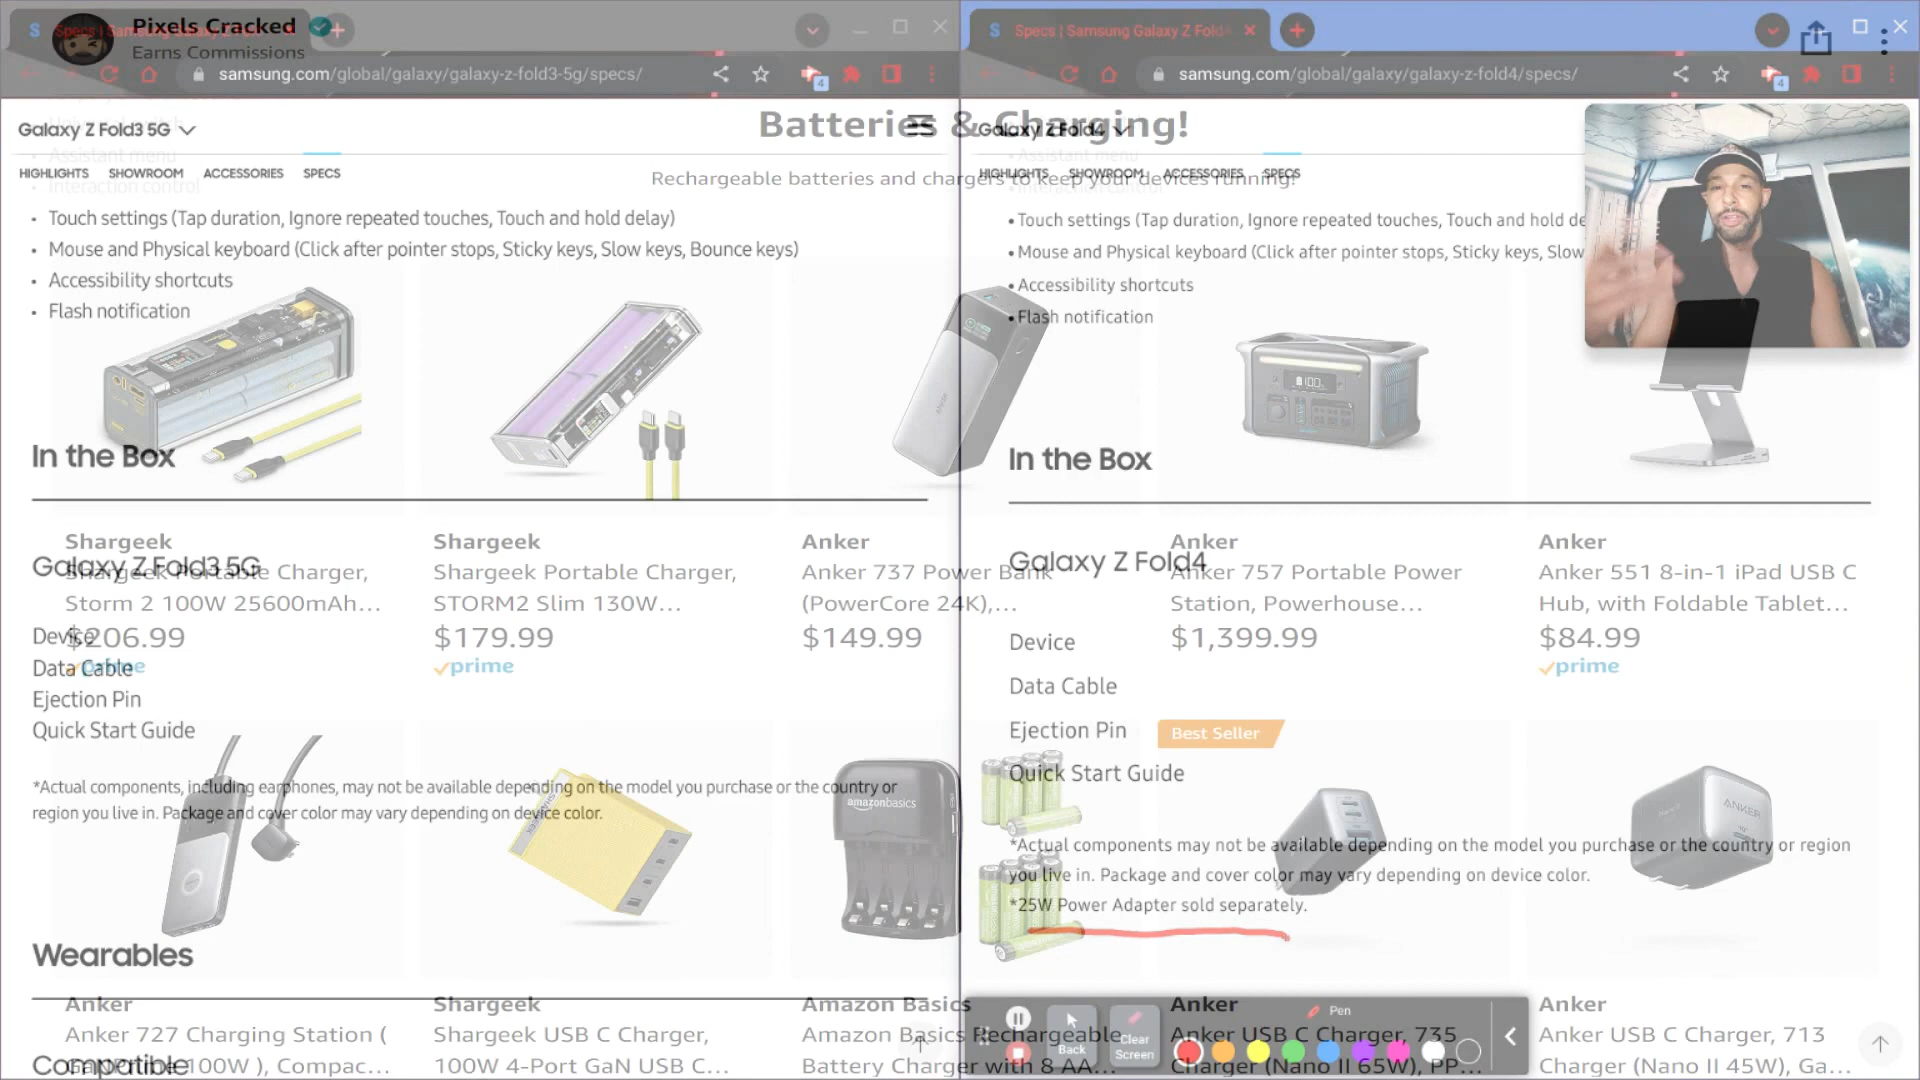 Pixels Cracked
Earns Commissions
Specs | Samsung Galaxy Z Fold4
samsung.com/global/galaxy/galaxy-z-fold3-5g/specs/
samsung.com/global/galaxy/galaxy-z-fold4/specs/
4
4
Batteries & Charging!
Rechargeable batteries and chargers to keep your devices running!
Galaxy Z Fold3 5G
HIGHLIGHTS SHOWROOM ACCESSORIES SPECS
Assistant menu
Interaction control
• Touch settings (Tap duration, Ignore repeated touches, Touch and hold delay)
• Mouse and Physical keyboard (Click after pointer stops, Sticky keys, Slow keys, Bounce keys)
• Accessibility shortcuts
• Flash notification
In the Box
Galaxy Z Fold3 5G
Device
Data Cable
Ejection Pin
Quick Start Guide
*Actual components, including earphones, may not be available depending on the model you purchase or the country or
region you live in. Package and cover color may vary depending on device color.
Wearables
Compatible
Galaxy Z Fold4
HIGHLIGHTS SHOWROOM ACCESSORIES SPECS
• Assistant menu
• Touch settings (Tap duration, Ignore repeated touches, Touch and hold de
• Mouse and Physical keyboard (Click after pointer stops, Sticky keys, Slow
• Accessibility shortcuts
• Flash notification
In the Box
Galaxy Z Fold4
Device
Data Cable
Ejection Pin
Quick Start Guide
*Actual components may not be available depending on the model you purchase or the country or region
you live in. Package and cover color may vary depending on device color.
*25W Power Adapter sold separately.
Shargeek
Shargeek Portable Charger,
Storm 2 100W 25600mAh...
$206.99
prime
Shargeek
Shargeek Portable Charger,
STORM2 Slim 130W...
$179.99
prime
Anker
Anker 737 Power Bank
(PowerCore 24K),...
$149.99
Anker
Anker 757 Portable Power
Station, Powerhouse...
$1,399.99
Anker
Anker 551 8-in-1 iPad USB C
Hub, with Foldable Tablet...
$84.99
prime
Best Seller
amazonbasics
ANKER
Anker
Anker 727 Charging Station (
100W ), Compac...
Shargeek
Shargeek USB C Charger,
100W 4-Port GaN USB C...
Amazon Basics
Amazon Basics Rechargeable
Battery Charger with 8 AA...
Anker
Anker USB C Charger, 735
Charger (Nano II 65W), PP...
Anker
Anker USB C Charger, 713
Charger (Nano II 45W), Ga...
Back
Clear
Screen
Pen